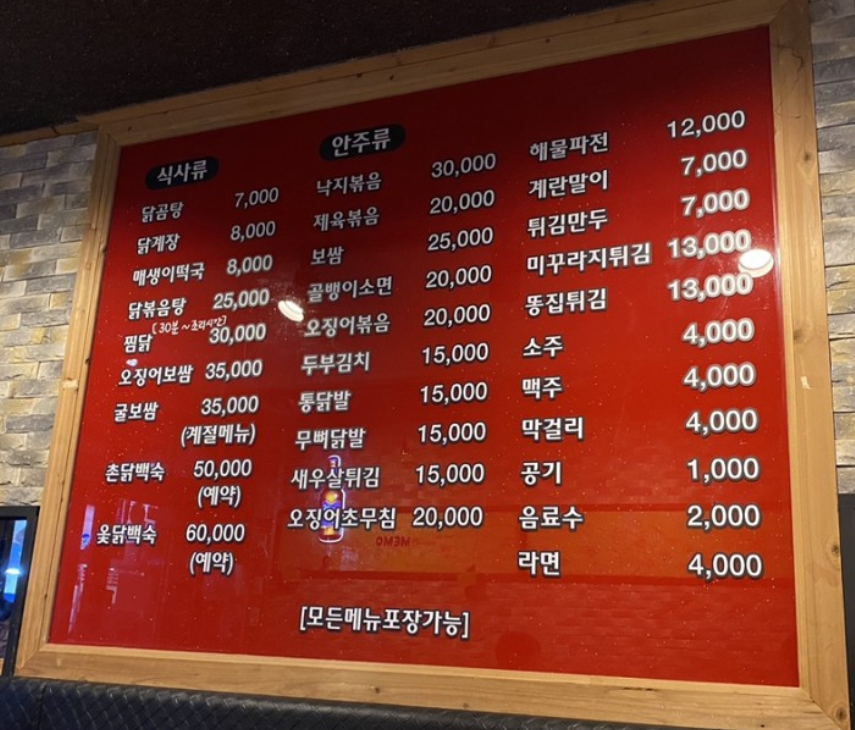 식사류
닭곰탕 7,000
닭계장 8,000
매생이떡국 8,000
닭볶음탕 25,000
[30분~조리시간]
찜닭 30,000
오징어보쌈 35,000
굴보쌈 35,000
(계절메뉴)
촌닭백숙 50,000
(예약)
옻닭백숙 60,000
(예약)
안주류
낙지볶음 30,000
제육볶음 20,000
보쌈 25,000
골뱅이소면 20,000
오징어볶음 20,000
두부김치 15,000
통닭발 15,000
무뼈닭발 15,000
새우살튀김 15,000
오징어초무침 20,000
해물파전 12,000
계란말이 7,000
튀김만두 7,000
미꾸라지튀김 13,000
똥집튀김 13,000
소주 4,000
맥주 4,000
막걸리 4,000
공기 1,000
음료수 2,000
라면 4,000
[모든메뉴포장가능]